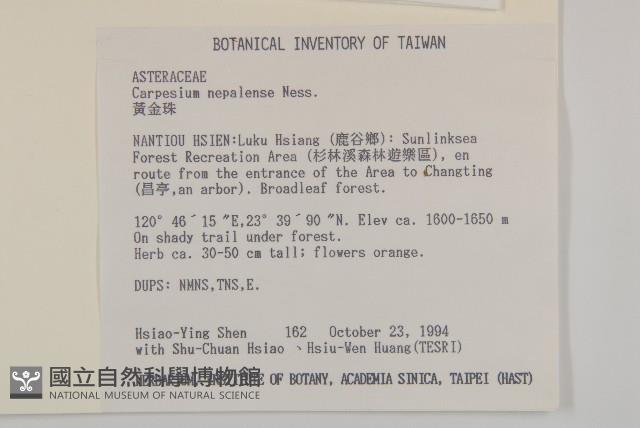 BOTANICAL INVENTORY OF TAIWAN
ASTERACEAE
Carpesium nepalense Ness.
黃金珠
NANTIOU HSIEN:Luku Hsiang (鹿谷鄉): Sunlinksea
Forest Recreation Area (杉林溪森林遊樂區), en
route from the entrance of the Area to Changting
(昌亭,an arbor). Broadleaf forest.
120° 46´15 ″E,23° 39´90 ″N. Elev ca. 1600-1650 m
On shady trail under forest.
Herb ca. 30-50 cm tall; flowers orange.
DUPS: NMNS,TNS,E.
Hsiao-Ying Shen 162 October 23, 1994
with Shu-Chuan Hsiao 、Hsiu-Wen Huang(TESRI)
OF BOTANY, ACADEMIA SINICA, TAIPEI (HAST)
國立自然科學博物館
NATIONAL MUSEUM OF NATURAL SCIENCE